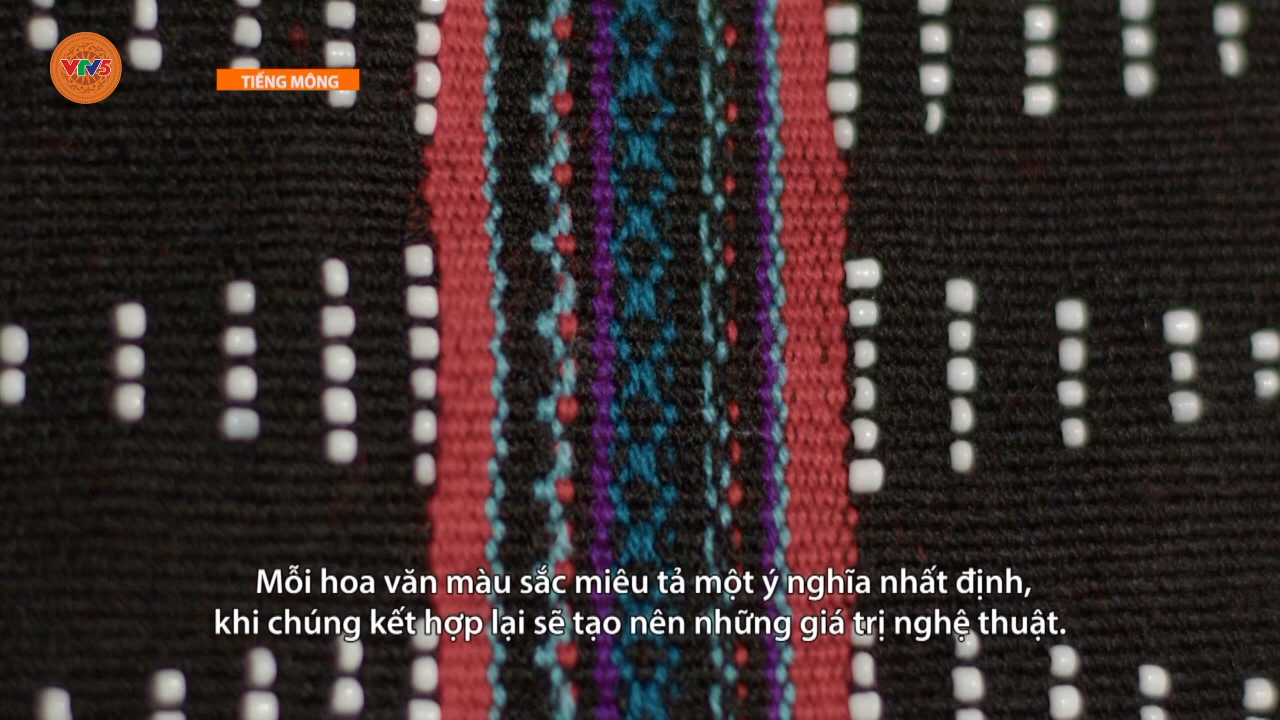 VTV5
TIẾNG MÔNG
Mỗi hoa văn màu sắc miêu tả một ý nghĩa nhất định,
khi chúng kết hợp lại sẽ tạo nên những giá trị nghệ thuật.